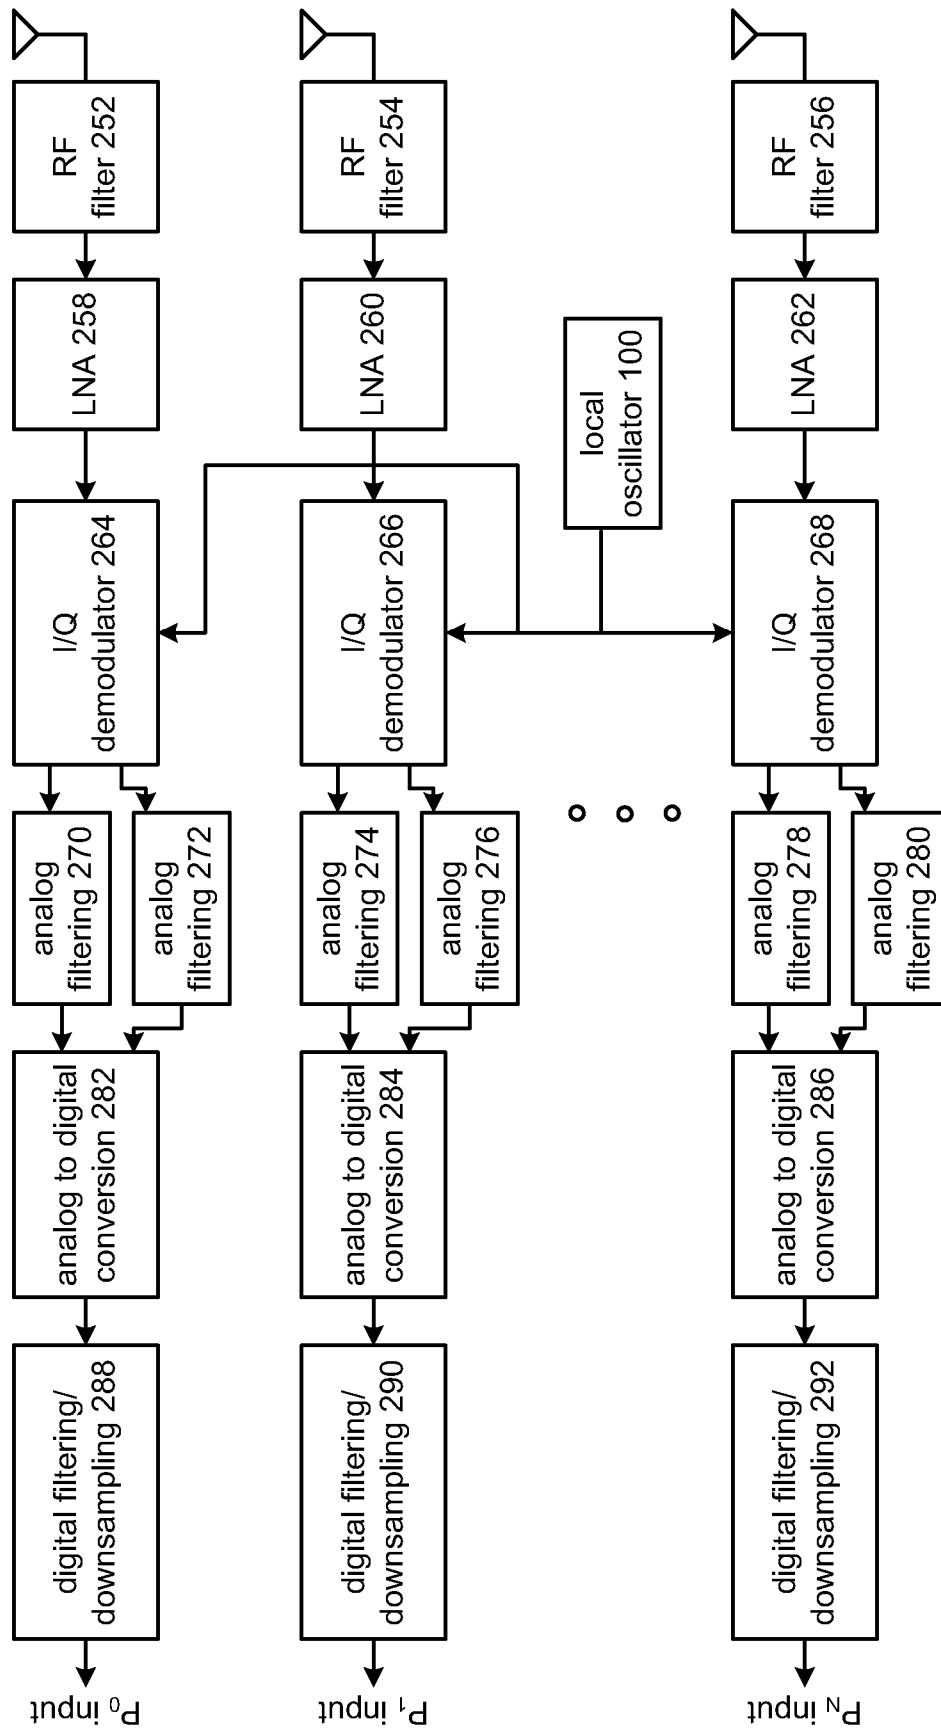 RF
filter 252
LNA 258
I/Q
demodulator 264
analog
filtering 270
analog
filtering 272
analog to digital
conversion 282
digital filtering/
downsampling 288
P0 input
RF
filter 254
LNA 260
I/Q
demodulator 266
analog
filtering 274
analog
filtering 276
analog to digital
conversion 284
digital filtering/
downsampling 290
P1 input
local
oscillator 100
RF
filter 256
LNA 262
I/Q
demodulator 268
analog
filtering 278
analog
filtering 280
analog to digital
conversion 286
digital filtering/
downsampling 292
PN input